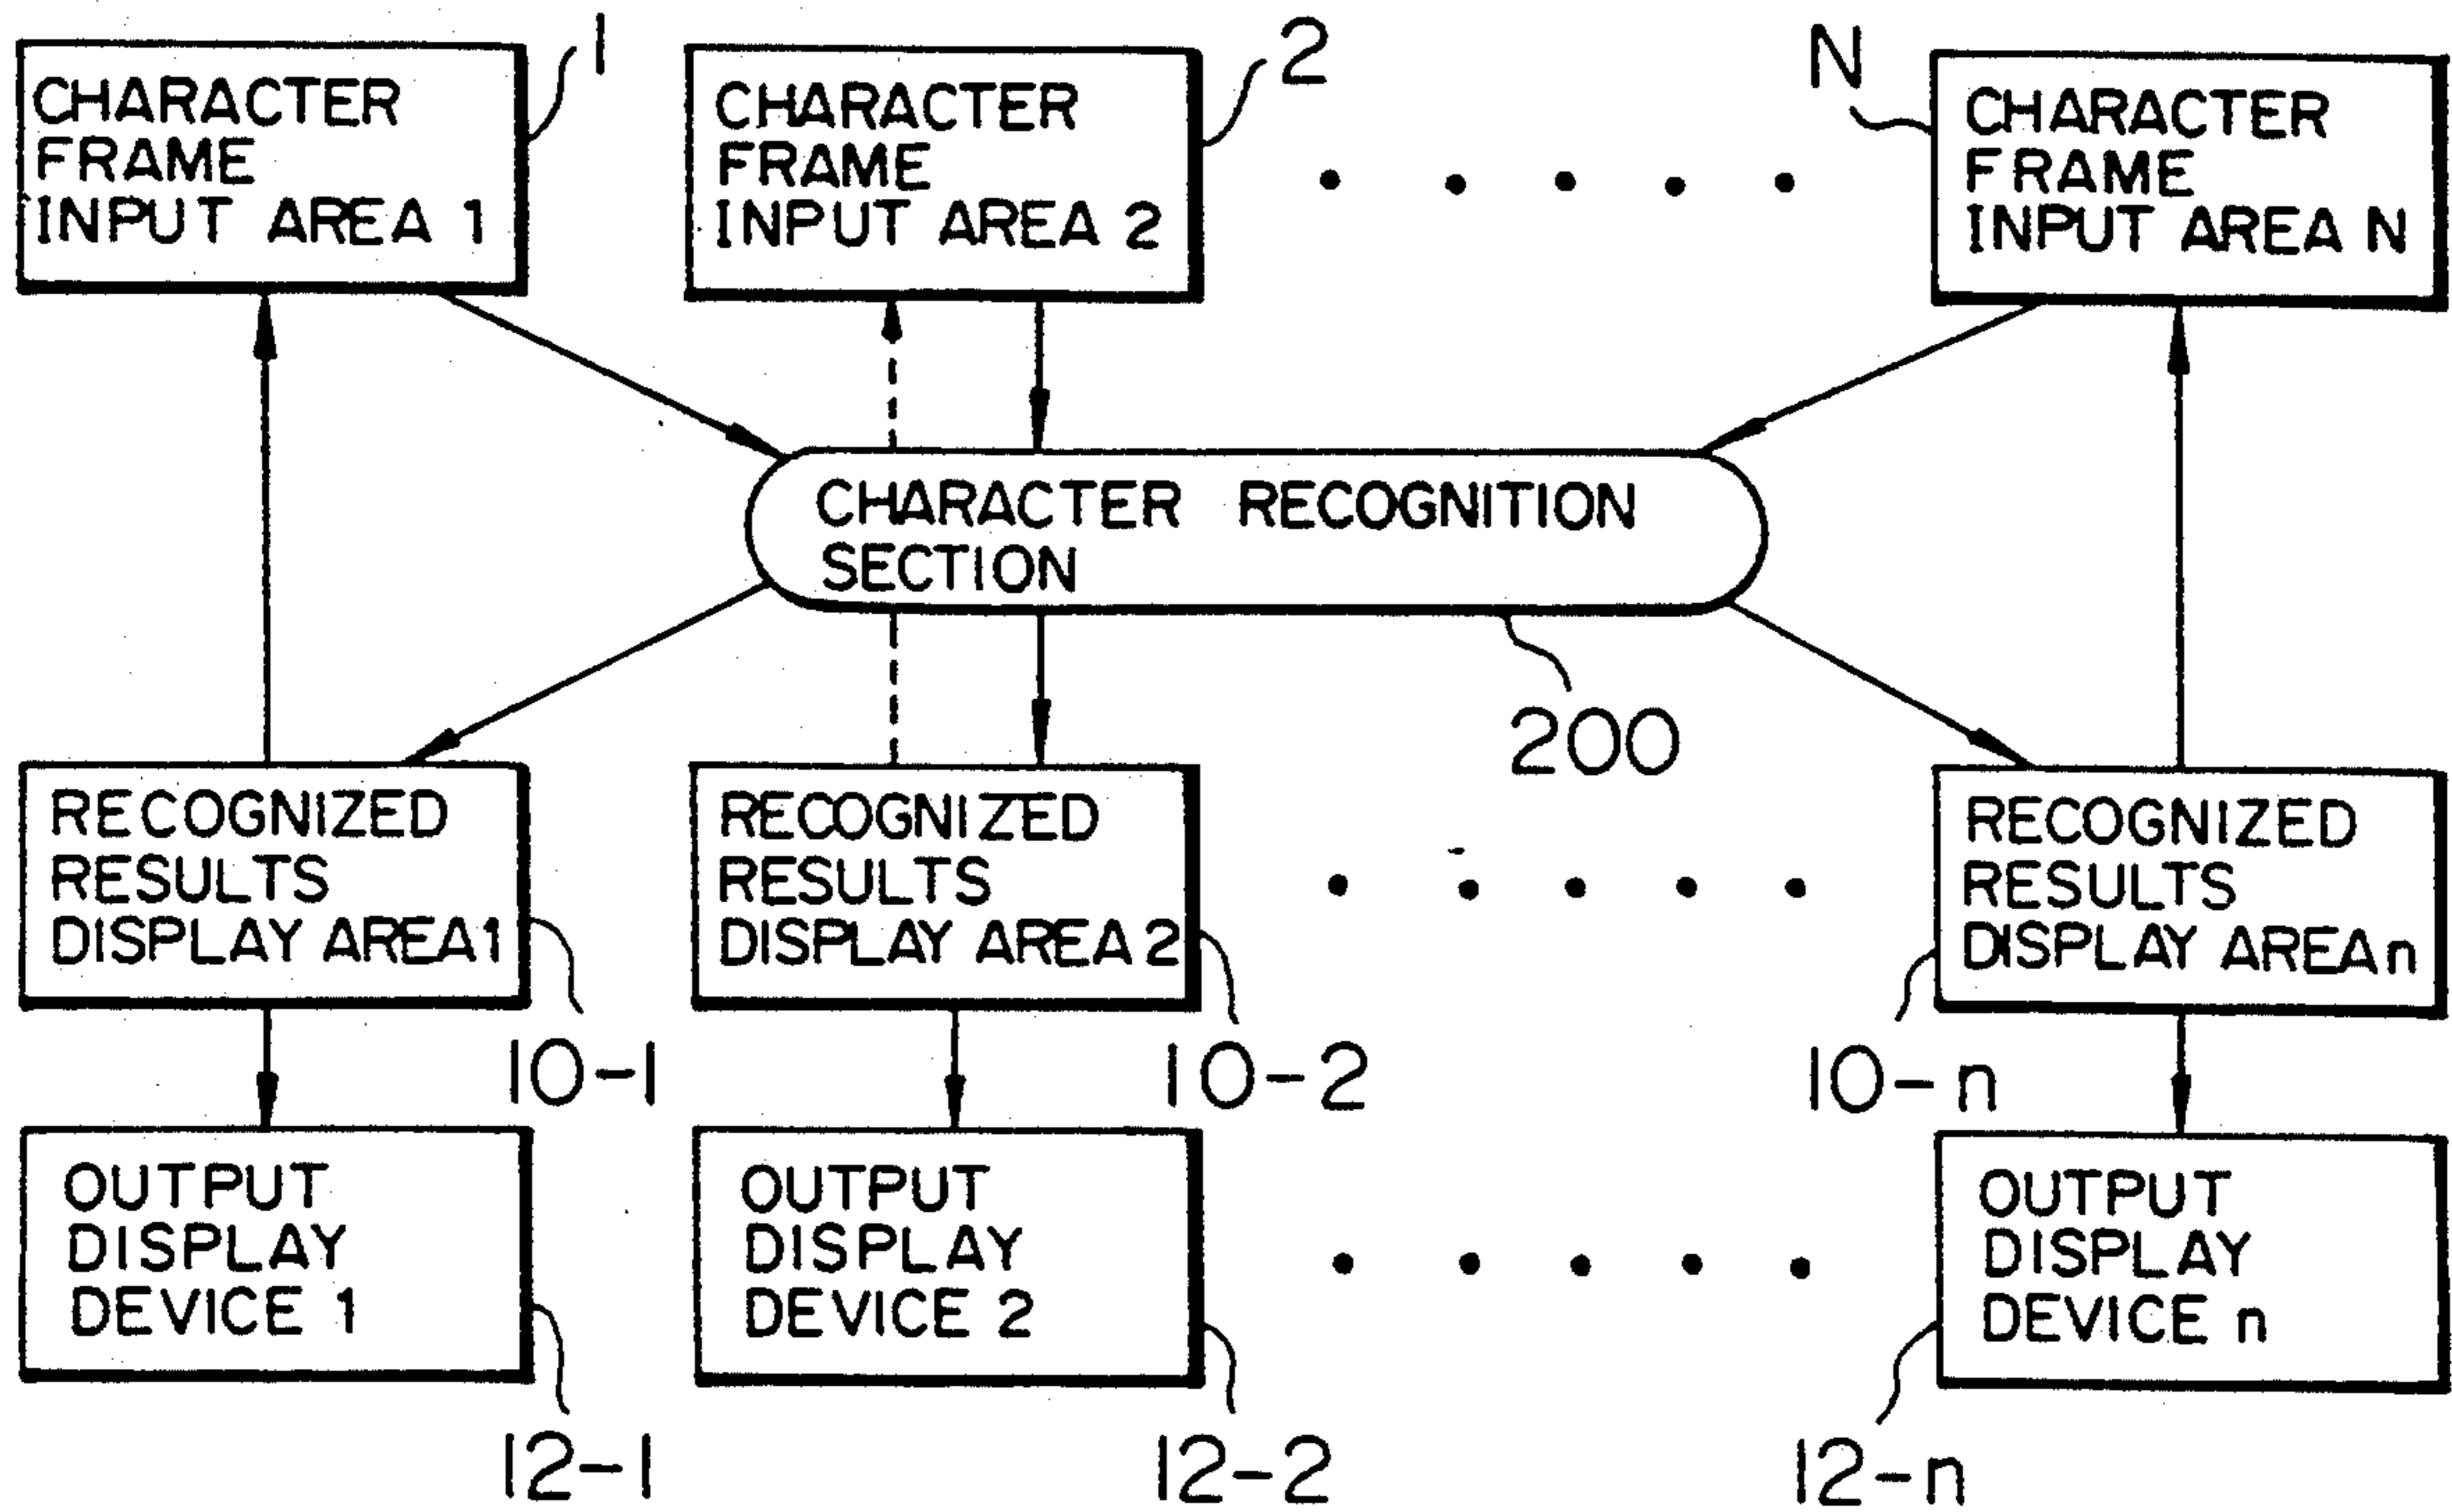 1
CHARACTER
FRAME
INPUT AREA 1
2
CHARACTER
FRAME
INPUT AREA 2
N
CHARACTER
FRAME
INPUT AREA N
CHARACTER RECOGNITION
SECTION
200
RECOGNIZED
RESULTS
DISPLAY AREA 1
10-1
RECOGNIZED
RESULTS
DISPLAY AREA 2
10-2
RECOGNIZED
RESULTS
DISPLAY AREA n
10-n
OUTPUT
DISPLAY
DEVICE 1
12-1
OUTPUT
DISPLAY
DEVICE 2
12-2
OUTPUT
DISPLAY
DEVICE n
12-n